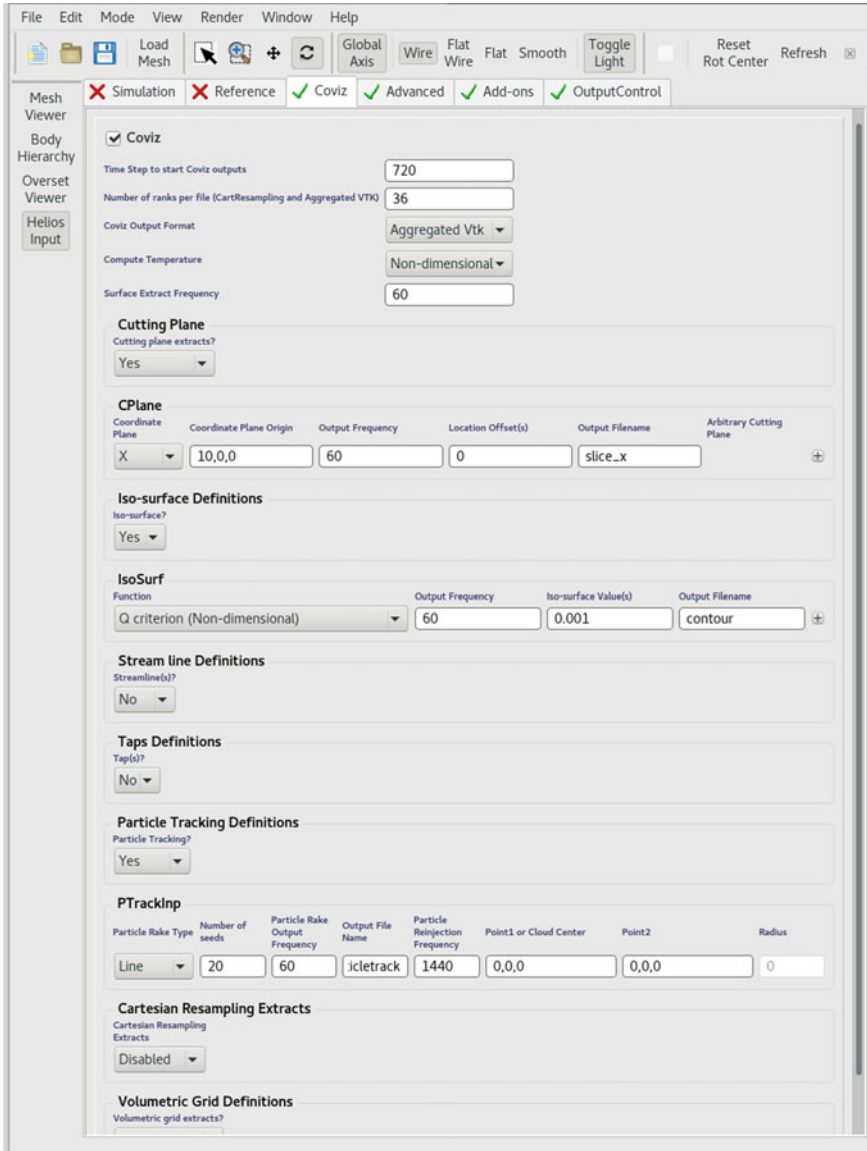 File Edit Mode View Render Window Help
Load Mesh Global Axis Wire Flat Wire Flat Smooth Toggle Light Reset Rot Center Refresh
Simulation Reference Coviz Advanced Add-ons OutputControl
Mesh Viewer
Body Hierarchy
Overset Viewer
Helios Input
Coviz
Time Step to start Coviz outputs 720
Number of ranks per file (CartResampling and Aggregated VTK) 36
Coviz Output Format Aggregated Vtk
Compute Temperature Non-dimensional
Surface Extract Frequency 60
Cutting Plane
Cutting plane extracts?
Yes
CPlane
Coordinate Plane Coordinate Plane Origin Output Frequency Location Offset(s) Output Filename Arbitrary Cutting Plane
X 10,0,0 60 0 slice_x
Iso-surface Definitions
Iso-surface?
Yes
IsoSurf
Function Output Frequency Iso-surface Value(s) Output Filename
Q criterion (Non-dimensional) 60 0.001 contour
Stream line Definitions
Streamline(s)?
No
Taps Definitions
Tap(s)?
No
Particle Tracking Definitions
Particle Tracking?
Yes
PTrackInp
Particle Rake Type Number of seeds Particle Rake Output Frequency Output File Name Particle Reinjection Frequency Point1 or Cloud Center Point2 Radius
Line 20 60 icletrack 1440 0,0,0 0,0,0 0
Cartesian Resampling Extracts
Cartesian Resampling
Extracts
Disabled
Volumetric Grid Definitions
Volumetric grid extracts?